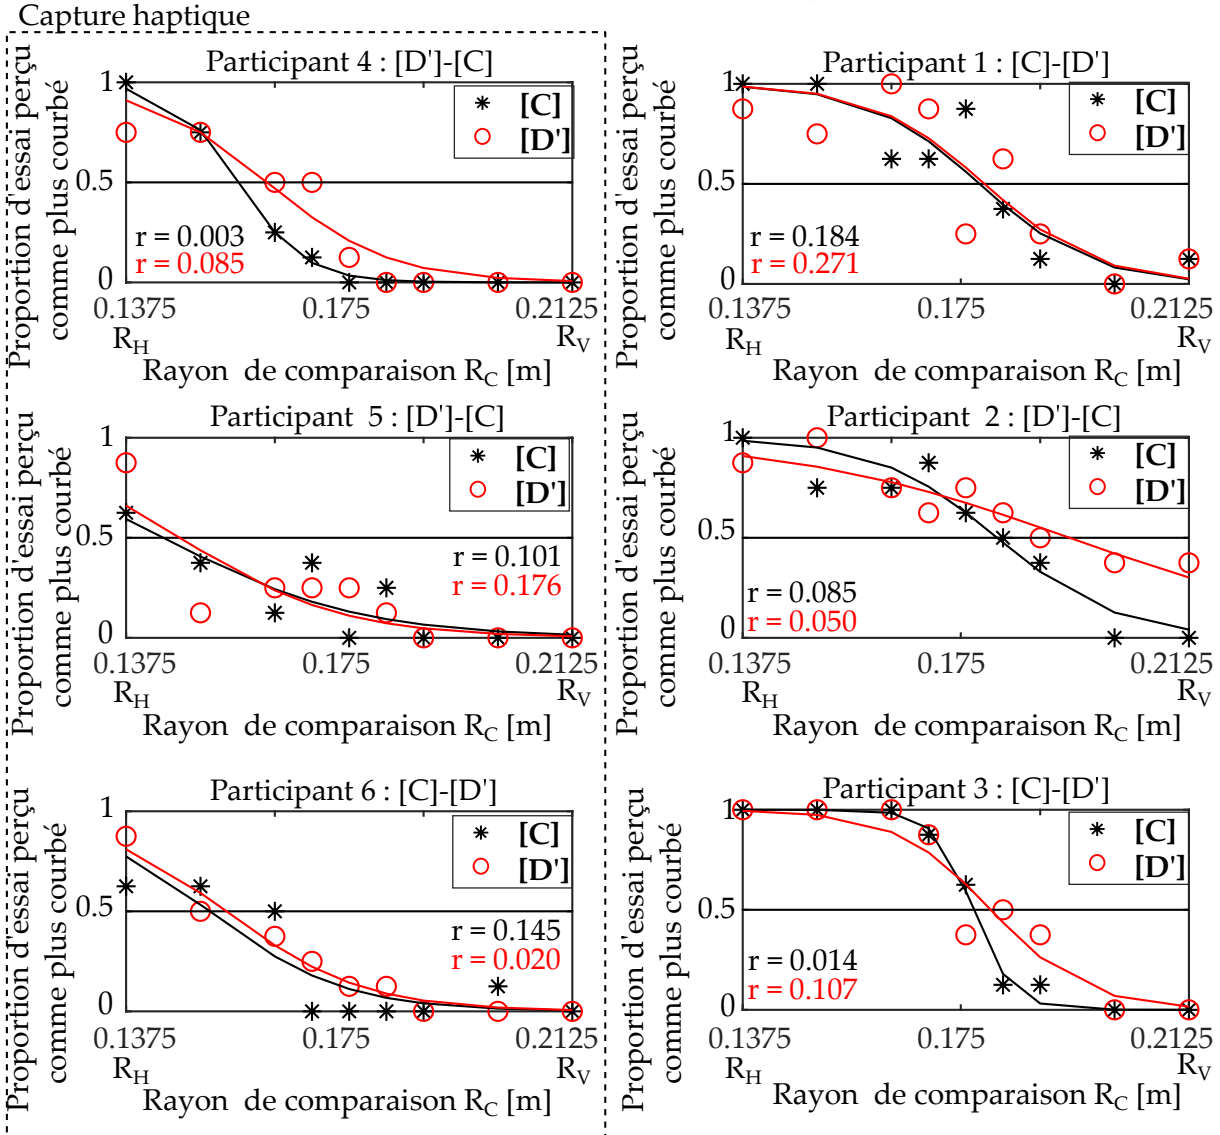 Capture haptique
Participant 4 : [D']-[C]
Proportion d'essai perçu
comme plus courbé
1
0.5
0
[C]
[D']
r = 0.003
r = 0.085
0.1375
0.175
0.2125
R_H
R_V
Rayon de comparaison R_C [m]
Participant 1 : [C]-[D']
Proportion d'essai perçu
comme plus courbé
1
0.5
0
[C]
[D']
r = 0.184
r = 0.271
0.1375
0.175
0.2125
R_H
R_V
Rayon de comparaison R_C [m]
Participant 5 : [D']-[C]
Proportion d'essai perçu
comme plus courbé
1
0.5
0
[C]
[D']
r = 0.101
r = 0.176
0.1375
0.175
0.2125
R_H
R_V
Rayon de comparaison R_C [m]
Participant 2 : [D']-[C]
Proportion d'essai perçu
comme plus courbé
1
0.5
0
[C]
[D']
r = 0.085
r = 0.050
0.1375
0.175
0.2125
R_H
R_V
Rayon de comparaison R_C [m]
Participant 6 : [C]-[D']
Proportion d'essai perçu
comme plus courbé
1
0.5
0
[C]
[D']
r = 0.145
r = 0.020
0.1375
0.175
0.2125
R_H
R_V
Rayon de comparaison R_C [m]
Participant 3 : [C]-[D']
Proportion d'essai perçu
comme plus courbé
1
0.5
0
[C]
[D']
r = 0.014
r = 0.107
0.1375
0.175
0.2125
R_H
R_V
Rayon de comparaison R_C [m]